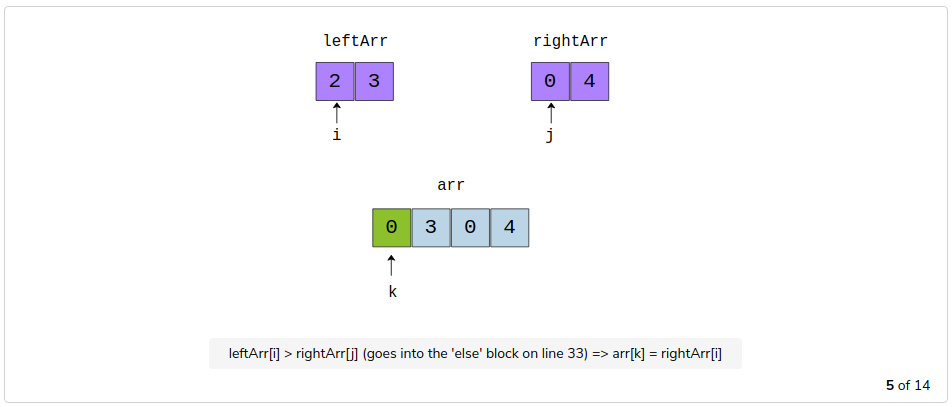 leftArr rightArr
2 3 0 4
i j
arr
0 3 0 4
k
leftArr[i] > rightArr[j] (goes into the 'else' block on line 33) => arr[k] = rightArr[i]
5 of 14